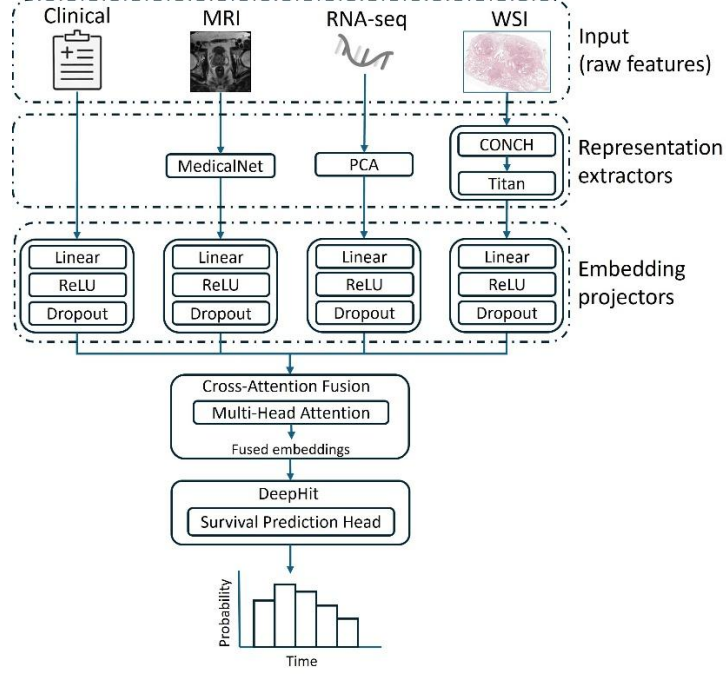 Clinical
MRI
RNA-seq
WSI
Input
(raw features)
MedicalNet
PCA
CONCH
Titan
Representation
extractors
Linear
ReLU
Dropout
Linear
ReLU
Dropout
Linear
ReLU
Dropout
Linear
ReLU
Dropout
Embedding
projectors
Cross-Attention Fusion
Multi-Head Attention
Fused embeddings
DeepHit
Survival Prediction Head
Probability
Time